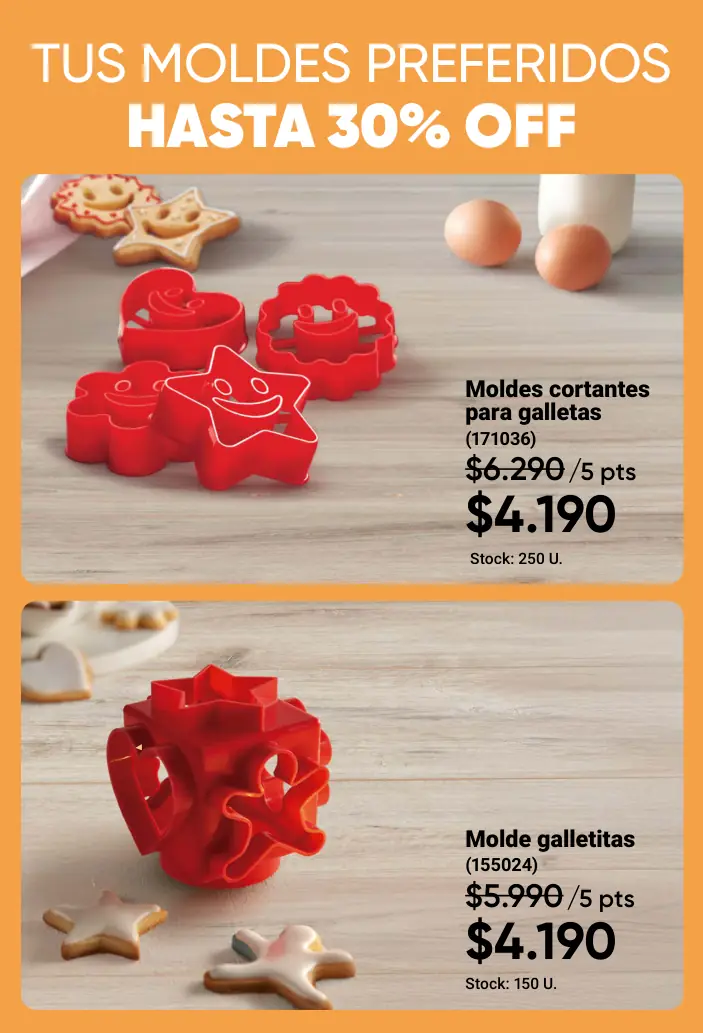 TUS MOLDES PREFERIDOS
HASTA 30% OFF
Moldes cortantes
para galletas
(171036)
$6.290 /5 pts
$4.190
Stock: 250 U.
Molde galletitas
(155024)
$5.990 /5 pts
$4.190
Stock: 150 U.